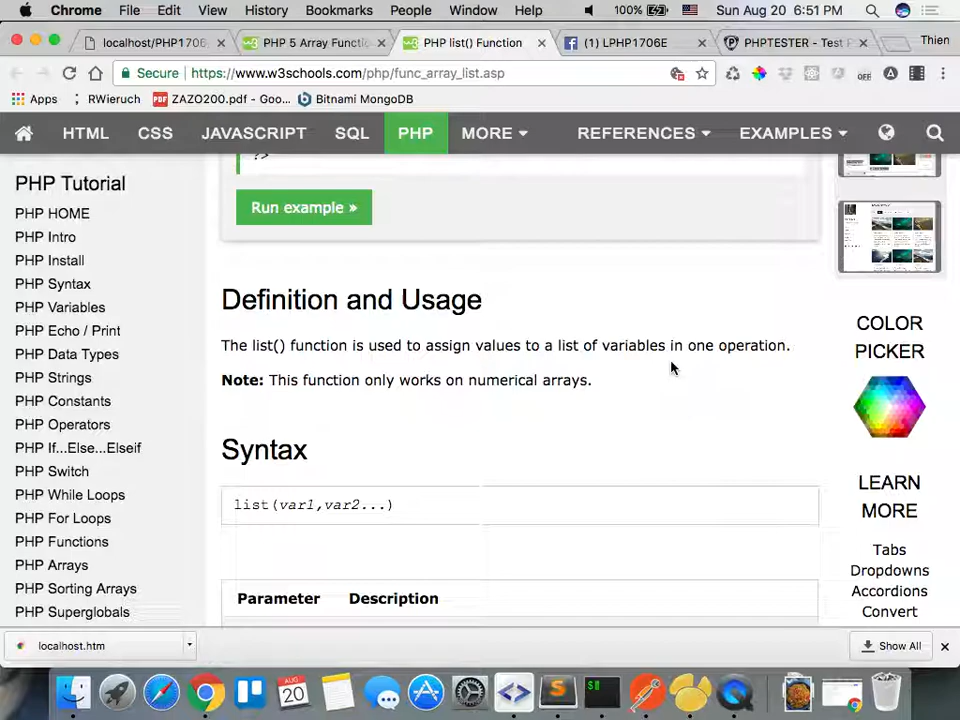 Chrome File Edit View History Bookmarks People Window Help 100% Sun Aug 20 6:51 PM
localhost/PHP1706 PHP 5 Array Functi PHP list() Function (1) LPHP1706E PHPTESTER - Test P Thien
Secure https://www.w3schools.com/php/func_array_list.asp OFF
Apps RWieruch ZAZO200.pdf - Goo... Bitnami MongoDB
HTML CSS JAVASCRIPT SQL PHP MORE REFERENCES EXAMPLES
?>
PHP Tutorial
PHP HOME
PHP Intro
PHP Install
PHP Syntax
PHP Variables
PHP Echo / Print
PHP Data Types
PHP Strings
PHP Constants
PHP Operators
PHP If...Else...Elseif
PHP Switch
PHP While Loops
PHP For Loops
PHP Functions
PHP Arrays
PHP Sorting Arrays
PHP Superglobals
Run example »
Definition and Usage
The list() function is used to assign values to a list of variables in one operation.
Note: This function only works on numerical arrays.
Syntax
list(var1,var2...)
Parameter Description
COLOR
PICKER
LEARN
MORE
Tabs
Dropdowns
Accordions
Convert
localhost.htm Show All
AUG
20